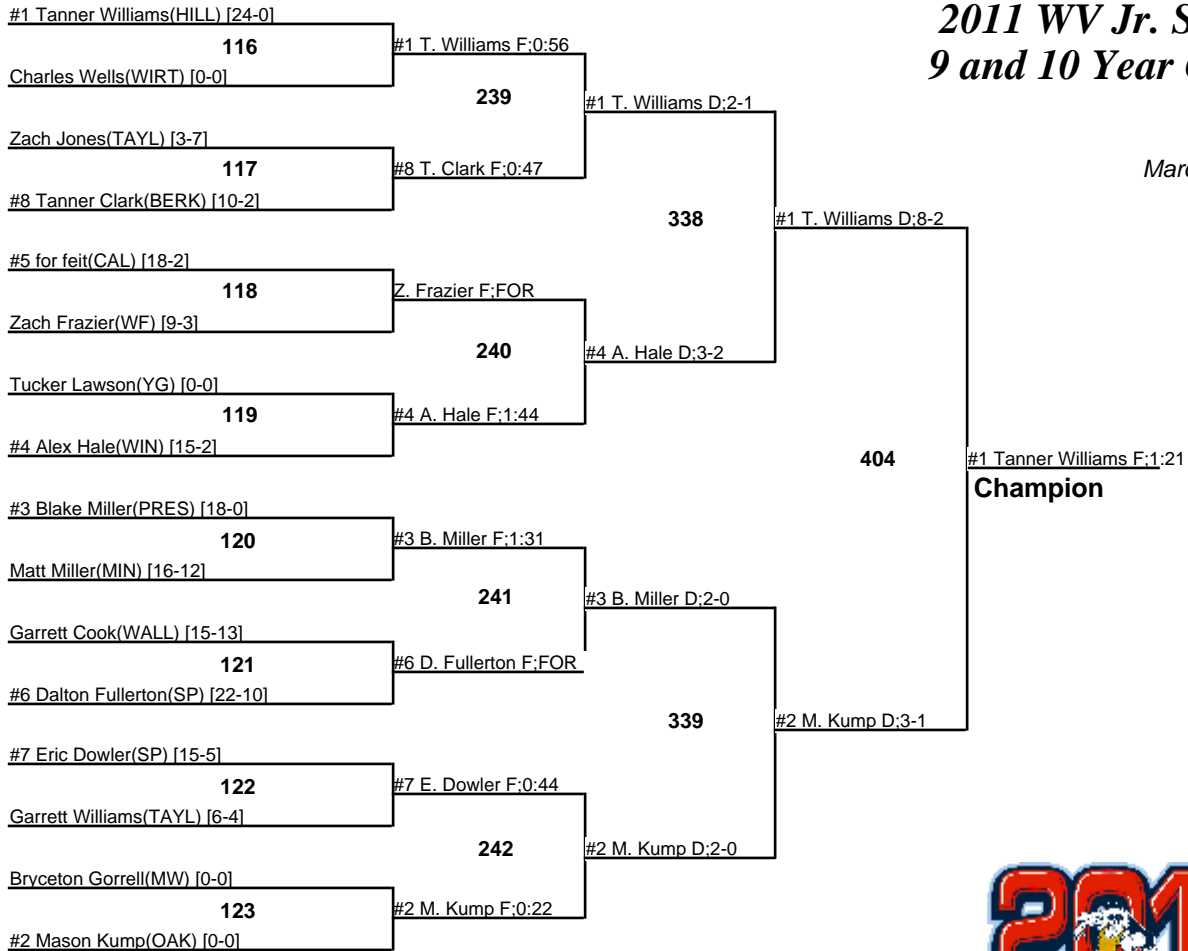 2011 WV Jr. S
9 and 10 Year
Marc
#1 Tanner Williams(HILL) [24-0]
116
Charles Wells(WIRT) [0-0]
#1 T. Williams F;0:56
239
Zach Jones(TAYL) [3-7]
117
#8 Tanner Clark(BERK) [10-2]
#8 T. Clark F;0:47
#1 T. Williams D;2-1
338
#5 for feit(CAL) [18-2]
118
Zach Frazier(WF) [9-3]
Z. Frazier F;FOR
240
Tucker Lawson(YG) [0-0]
119
#4 Alex Hale(WIN) [15-2]
#4 A. Hale F;1:44
#4 A. Hale D;3-2
#1 T. Williams D;8-2
404
#1 Tanner Williams F;1:21
Champion
#3 Blake Miller(PRES) [18-0]
120
Matt Miller(MIN) [16-12]
#3 B. Miller F;1:31
241
Garrett Cook(WALL) [15-13]
121
#6 Dalton Fullerton(SP) [22-10]
#6 D. Fullerton F;FOR
#3 B. Miller D;2-0
339
#7 Eric Dowler(SP) [15-5]
122
Garrett Williams(TAYL) [6-4]
#7 E. Dowler F;0:44
242
Bryceton Gorrell(MW) [0-0]
123
#2 Mason Kump(OAK) [0-0]
#2 M. Kump F;0:22
#2 M. Kump D;2-0
#2 M. Kump D;3-1
201